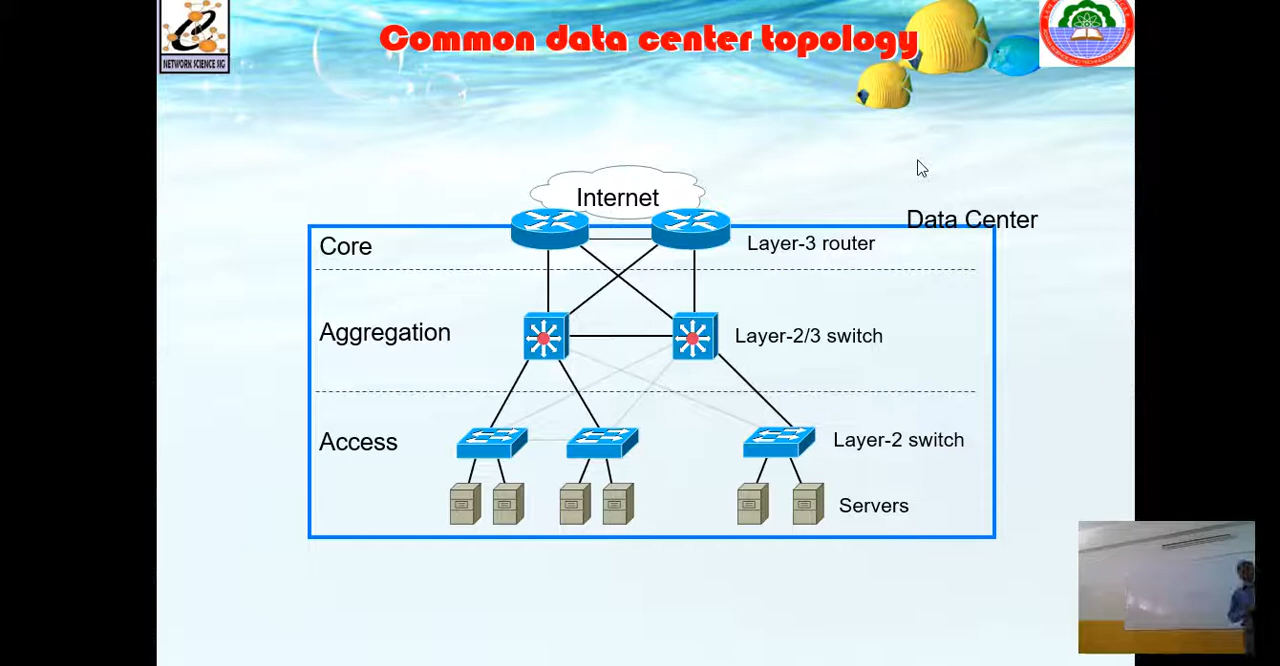 Common data center topology
NETWORK SCIENCE SIG
Internet
Data Center
Core
Layer-3 router
Aggregation
Layer-2/3 switch
Access
Layer-2 switch
Servers